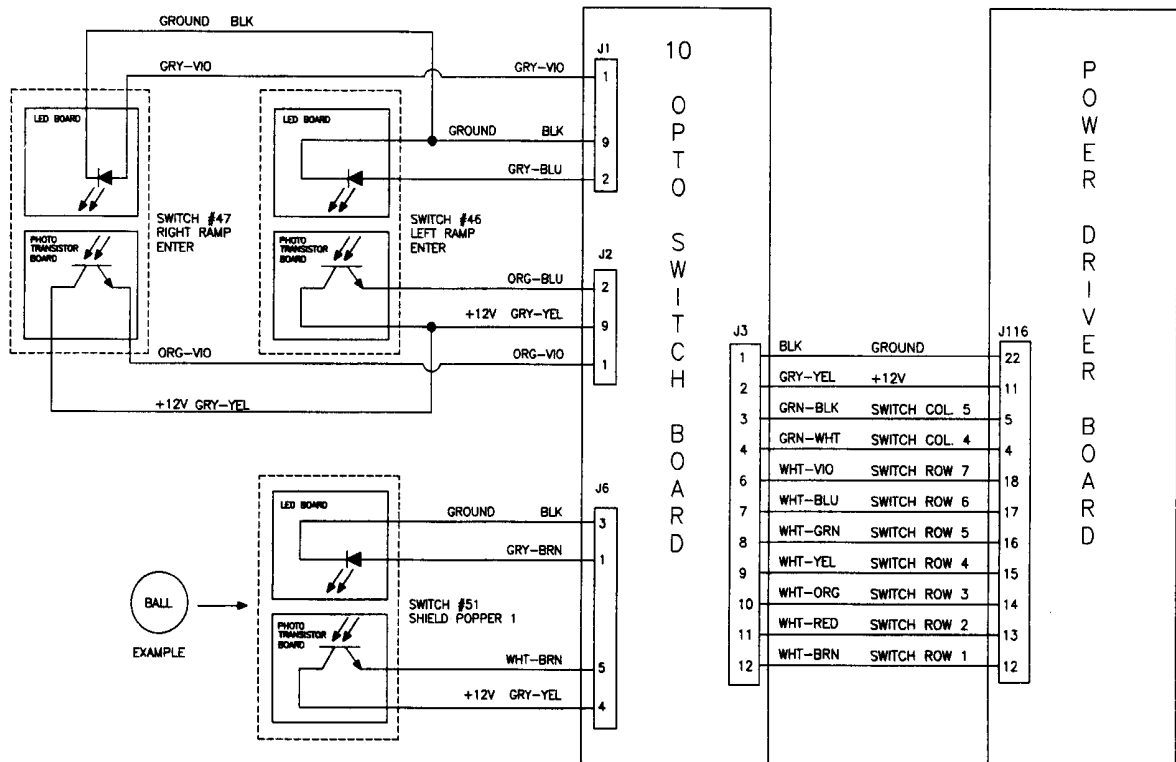 GROUND BLK
GRY-VIO
GRY-VIO
J1
1
LED BOARD
LED BOARD
GROUND BLK
9
GRY-BLU
2
PHOTO
TRANSISTOR
BOARD
SWITCH #47
RIGHT RAMP
ENTER
PHOTO
TRANSISTOR
BOARD
SWITCH #46
LEFT RAMP
ENTER
J2
ORG-BLU
2
+12V GRY-YEL
9
ORG-VIO
ORG-VIO
1
+12V GRY-YEL
J6
LED BOARD
GROUND BLK
3
GRY-BRN
1
BALL
EXAMPLE
PHOTO
TRANSISTOR
BOARD
SWITCH #51
SHIELD POPPER 1
WHT-BRN
5
+12V GRY-YEL
4
10 OPTO SWITCH BOARD
J3
J116
1 BLK GROUND 22
2 GRY-YEL +12V 11
3 GRN-BLK SWITCH COL. 5 5
4 GRN-WHT SWITCH COL. 4 4
6 WHT-VIO SWITCH ROW 7 18
7 WHT-BLU SWITCH ROW 6 17
8 WHT-GRN SWITCH ROW 5 16
9 WHT-YEL SWITCH ROW 4 15
10 WHT-ORG SWITCH ROW 3 14
11 WHT-RED SWITCH ROW 2 13
12 WHT-BRN SWITCH ROW 1 12
POWER DRIVER BOARD